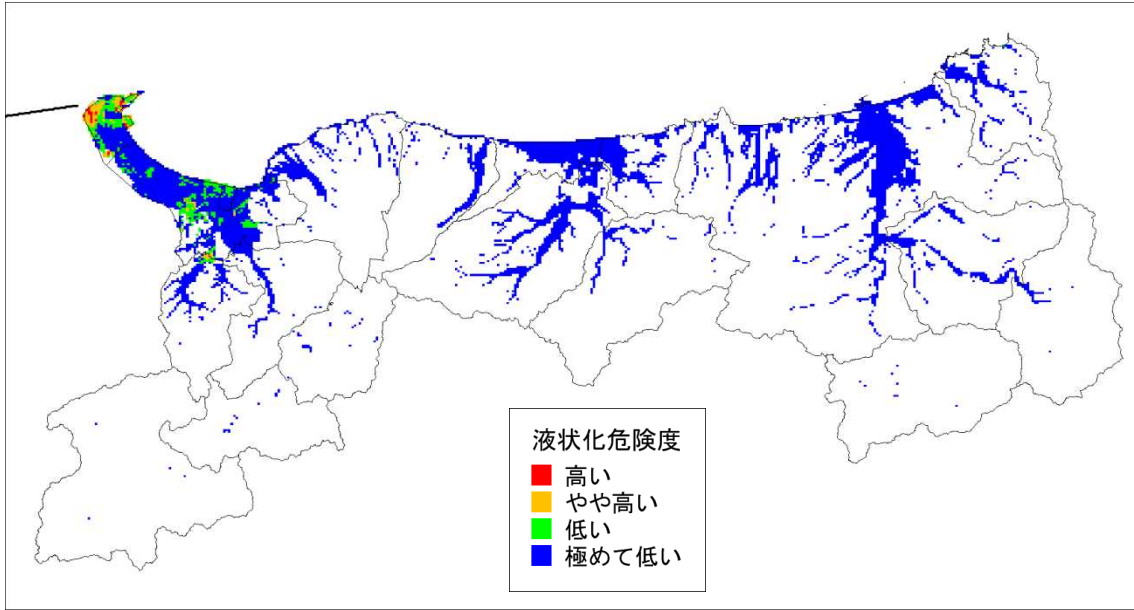 液状化危険度
高い
やや高い
低い
極めて低い